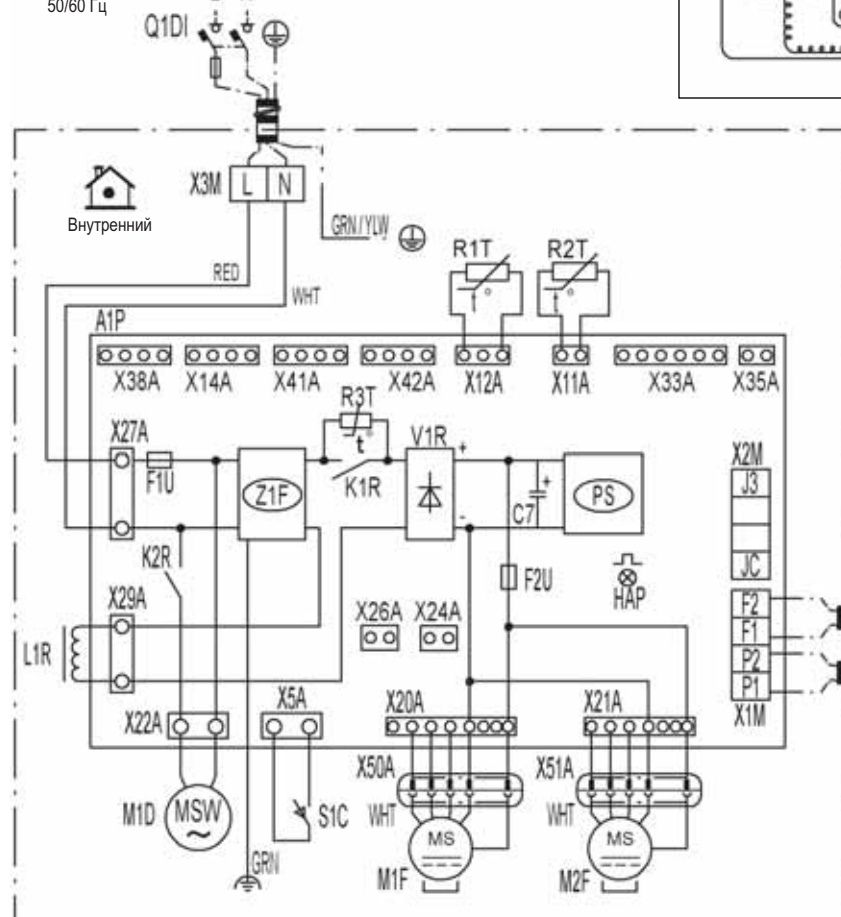 50/60 Гц
Q1DI
X3M L N
Внутренний
GRN/YLW
R1T R2T
t° t°
RED
WHT
A1P
X38A X14A X41A X42A X12A X11A X33A X35A
R3T
X27A t° V1R + X2M
F1U Z1F K1R + PS J3
C7
-
K2R F2U HAP JC
X29A X26A X24A F2
F1
L1R P2
X22A X5A X20A X21A P1
X1M
X50A X51A
M1D MSW S1C WHT MS WHT MS
GRN M1F M2F